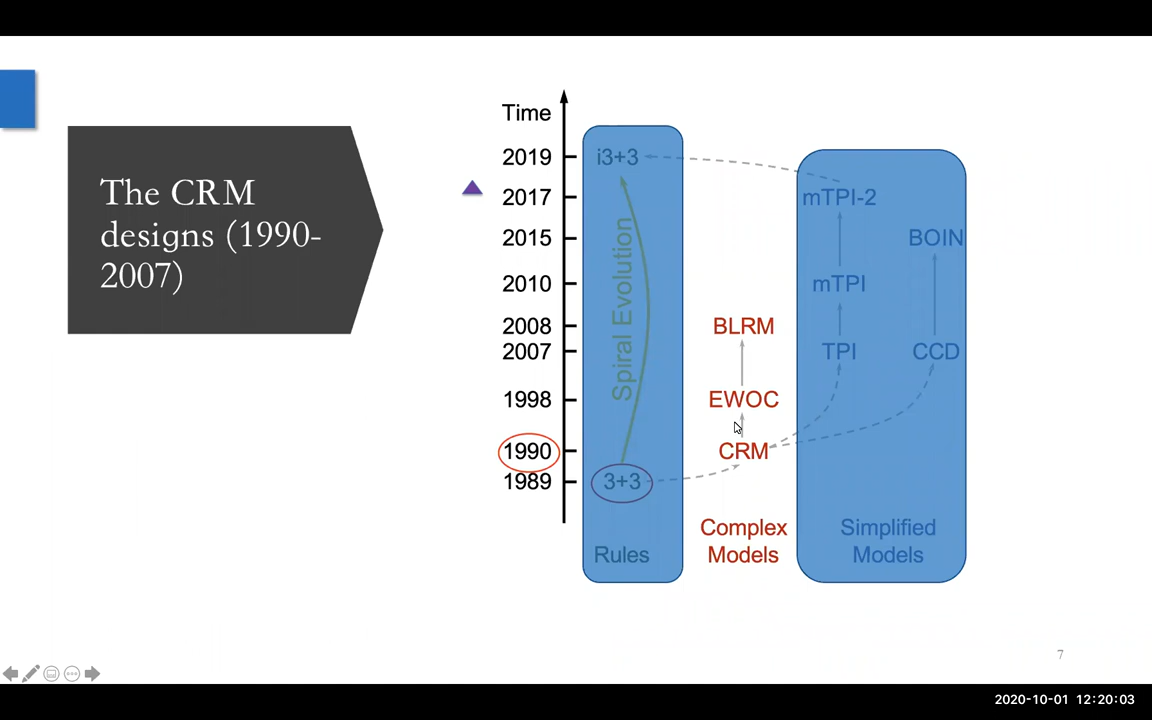 The CRM
designs (1990-
2007)
Time
2019
2017
2015
2010
2008
2007
1998
1990
1989
i3+3
Spiral Evolution
3+3
Rules
BLRM
EWOC
CRM
Complex
Models
mTPI-2
BOIN
mTPI
TPI
CCD
Simplified
Models
7
2020-10-01 12:20:03